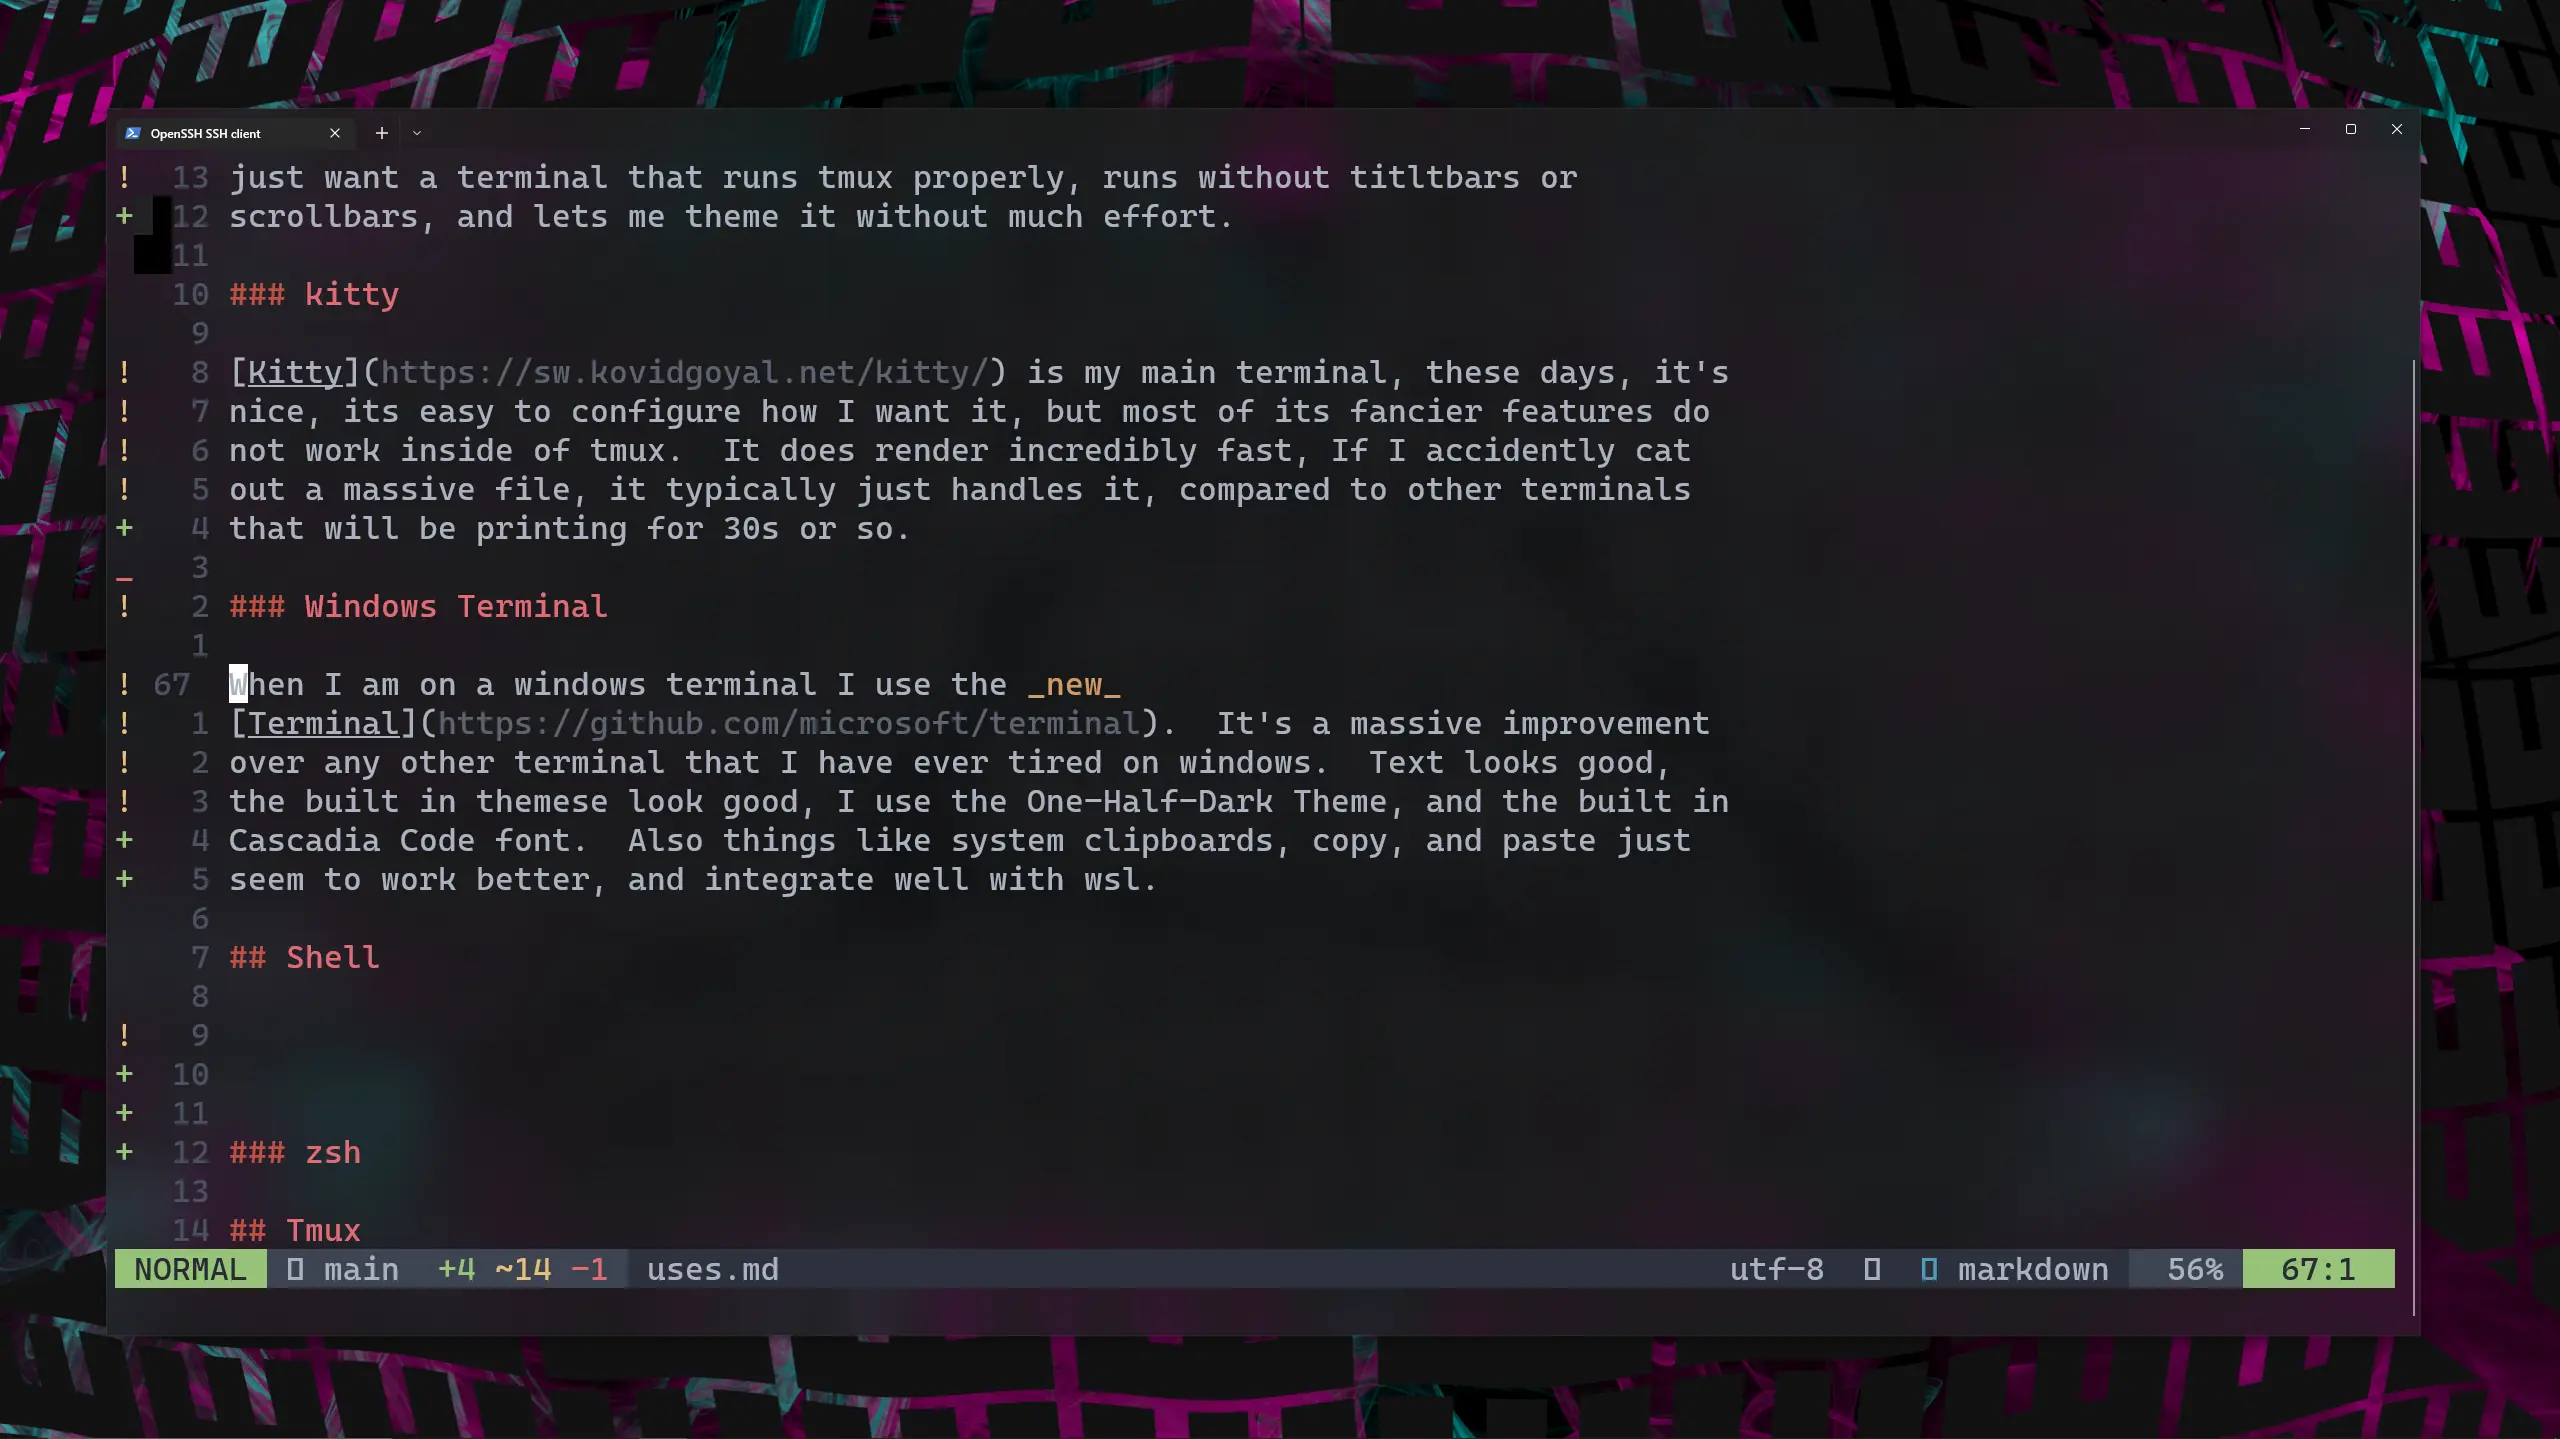 OpenSSH SSH client
! 13 just want a terminal that runs tmux properly, runs without titltbars or
+ 12 scrollbars, and lets me theme it without much effort.
11
10 ### kitty
9
! 8 [Kitty](https://sw.kovidgoyal.net/kitty/) is my main terminal, these days, it's
! 7 nice, its easy to configure how I want it, but most of its fancier features do
! 6 not work inside of tmux.  It does render incredibly fast, If I accidently cat
! 5 out a massive file, it typically just handles it, compared to other terminals
+ 4 that will be printing for 30s or so.
_ 3
! 2 ### Windows Terminal
1
! 67 When I am on a windows terminal I use the _new_
! 1 [Terminal](https://github.com/microsoft/terminal).  It's a massive improvement
! 2 over any other terminal that I have ever tired on windows.  Text looks good,
! 3 the built in themese look good, I use the One-Half-Dark Theme, and the built in
+ 4 Cascadia Code font.  Also things like system clipboards, copy, and paste just
+ 5 seem to work better, and integrate well with wsl.
6
7 ## Shell
8
! 9
+ 10
+ 11
+ 12 ### zsh
13
14 ## Tmux
NORMAL main +4 ~14 -1 uses.md utf-8 markdown 56% 67:1